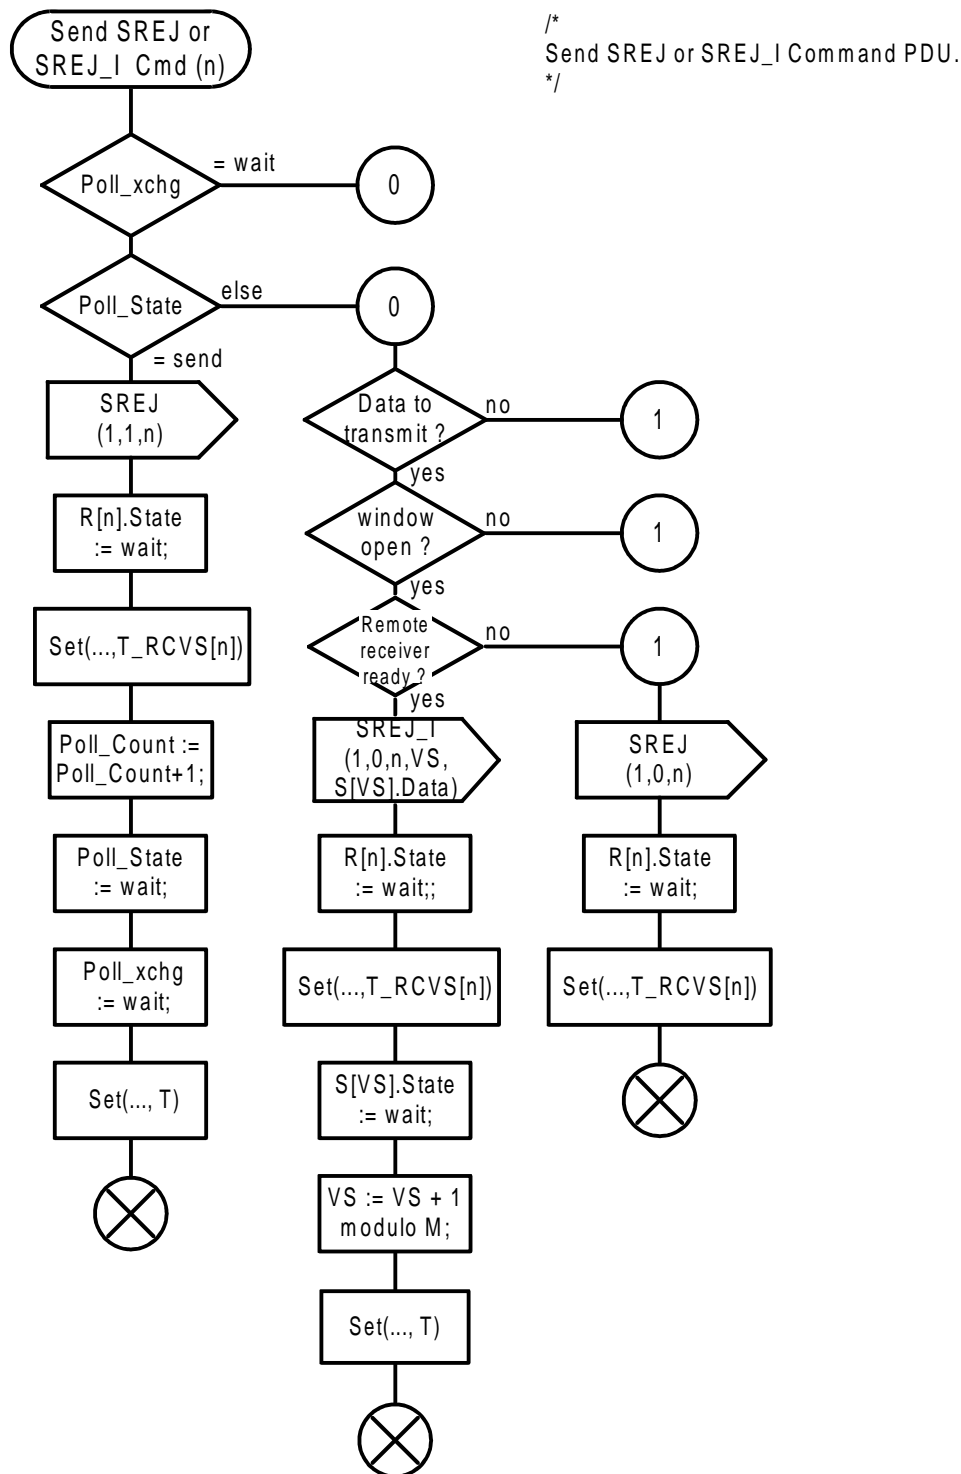 Send SREJ or
SREJ_I Cmd (n)
/*
Send SREJ or SREJ_I Command PDU.
*/
Poll_xchg
= wait
0
Poll_State
else
0
= send
SREJ
(1,1,n)
R[n].State
:= wait;
Set(...,T_RCVS[n])
Poll_Count :=
Poll_Count+1;
Poll_State
:= wait;
Poll_xchg
:= wait;
Set(..., T)
Data to
transmit ?
no
1
yes
window
open ?
no
1
yes
Remote
receiver
ready ?
no
1
yes
SREJ_I
(1,0,n,VS,
S[VS].Data)
R[n].State
:= wait;;
Set(...,T_RCVS[n])
S[VS].State
:= wait;
VS := VS + 1
modulo M;
Set(..., T)
SREJ
(1,0,n)
R[n].State
:= wait;
Set(...,T_RCVS[n])